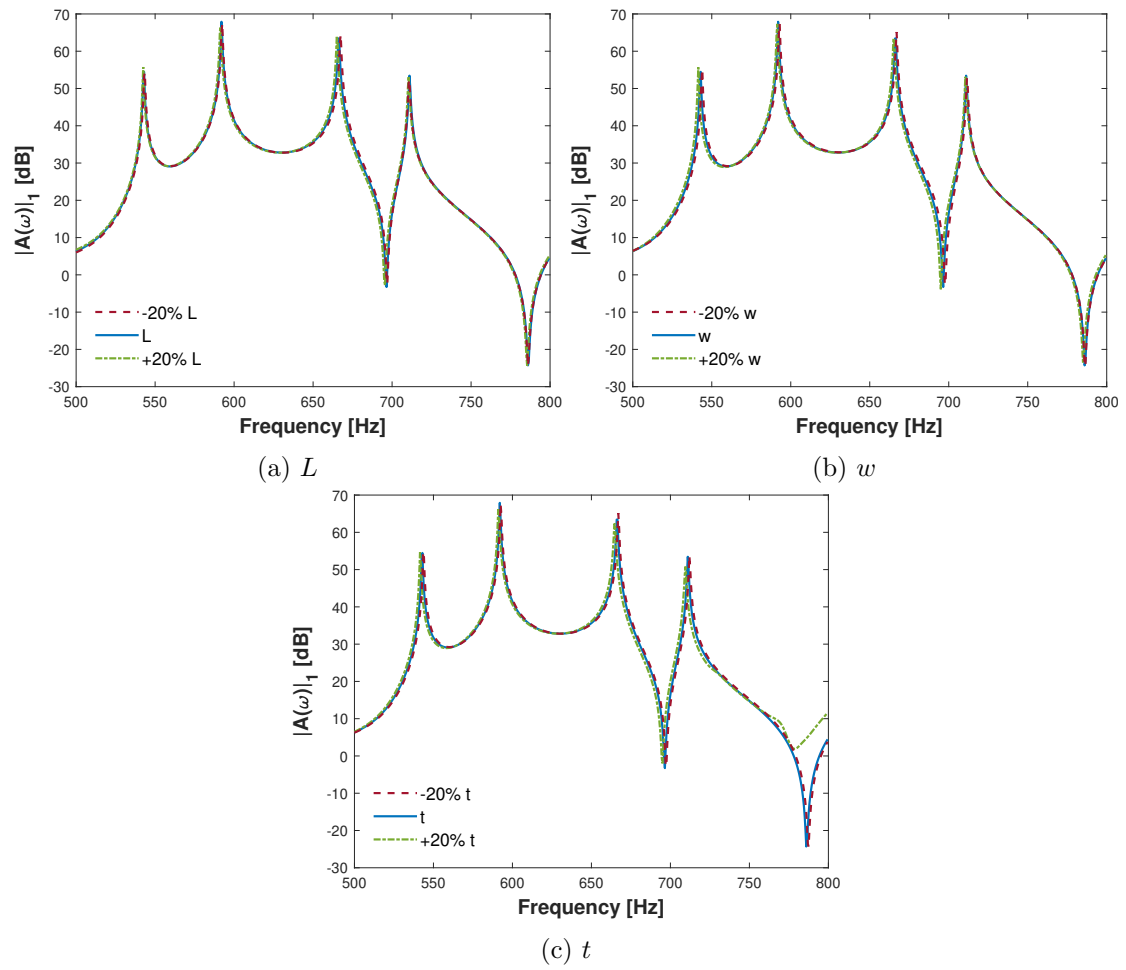 70
60
50
40
30
20
10
0
-10
-20
-30
|A(ω)|₁ [dB]
-20% L
L
+20% L
500 550 600 650 700 750 800
Frequency [Hz]
(a) L
70
60
50
40
30
20
10
0
-10
-20
-30
|A(ω)|₁ [dB]
-20% w
w
+20% w
500 550 600 650 700 750 800
Frequency [Hz]
(b) w
70
60
50
40
30
20
10
0
-10
-20
-30
|A(ω)|₁ [dB]
-20% t
t
+20% t
500 550 600 650 700 750 800
Frequency [Hz]
(c) t